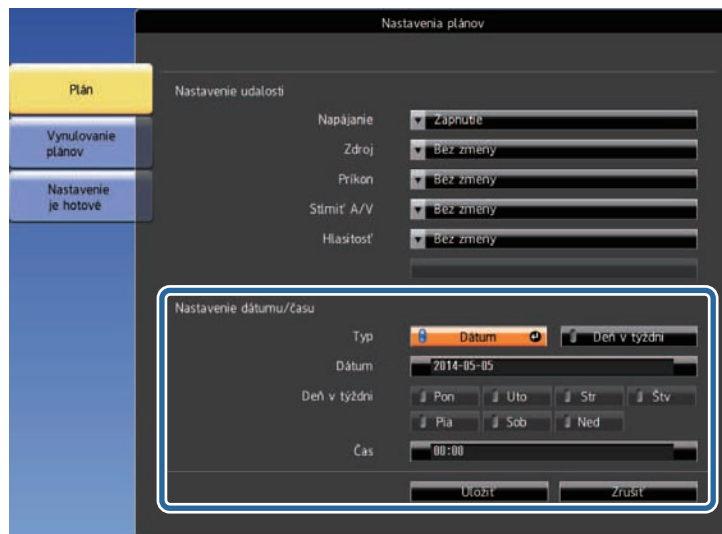 Nastavenia plánov
Plán
Vynulovanie
plánov
Nastavenie
je hotové
Nastavenie udalosti
Napájanie Zapnutie
Zdroj Bez zmeny
Príkon Bez zmeny
Stlmiť A/V Bez zmeny
Hlasitosť Bez zmeny
Nastavenie dátumu/času
Typ Dátum Deň v týždni
Dátum 2014-05-05
Deň v týždni Pon Uto Str Štv
Pia Sob Ned
Čas 00:00
Uložiť Zrušiť